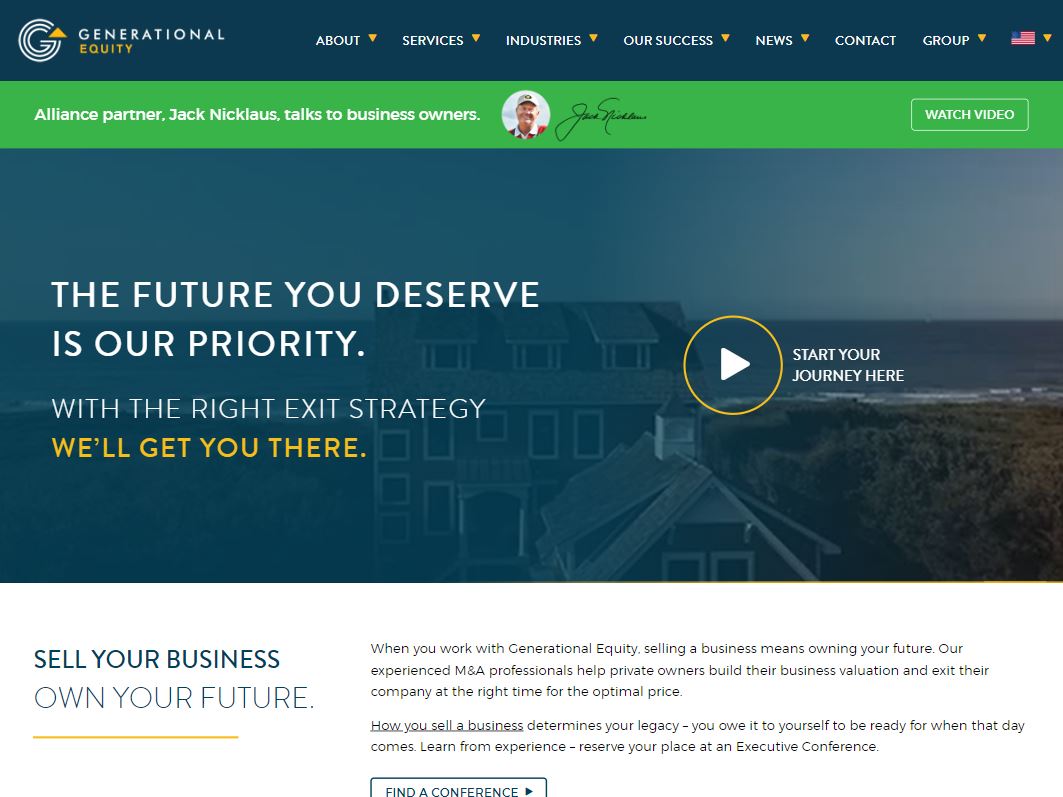 GENERATIONAL
EQUITY
ABOUT SERVICES INDUSTRIES OUR SUCCESS NEWS CONTACT GROUP
Alliance partner, Jack Nicklaus, talks to business owners.
Jack Nicklaus
WATCH VIDEO
THE FUTURE YOU DESERVE
IS OUR PRIORITY.
WITH THE RIGHT EXIT STRATEGY
WE'LL GET YOU THERE.
START YOUR
JOURNEY HERE
SELL YOUR BUSINESS
OWN YOUR FUTURE.
When you work with Generational Equity, selling a business means owning your future. Our
experienced M&A professionals help private owners build their business valuation and exit their
company at the right time for the optimal price.
How you sell a business determines your legacy – you owe it to yourself to be ready for when that day
comes. Learn from experience – reserve your place at an Executive Conference.
FIND A CONFERENCE